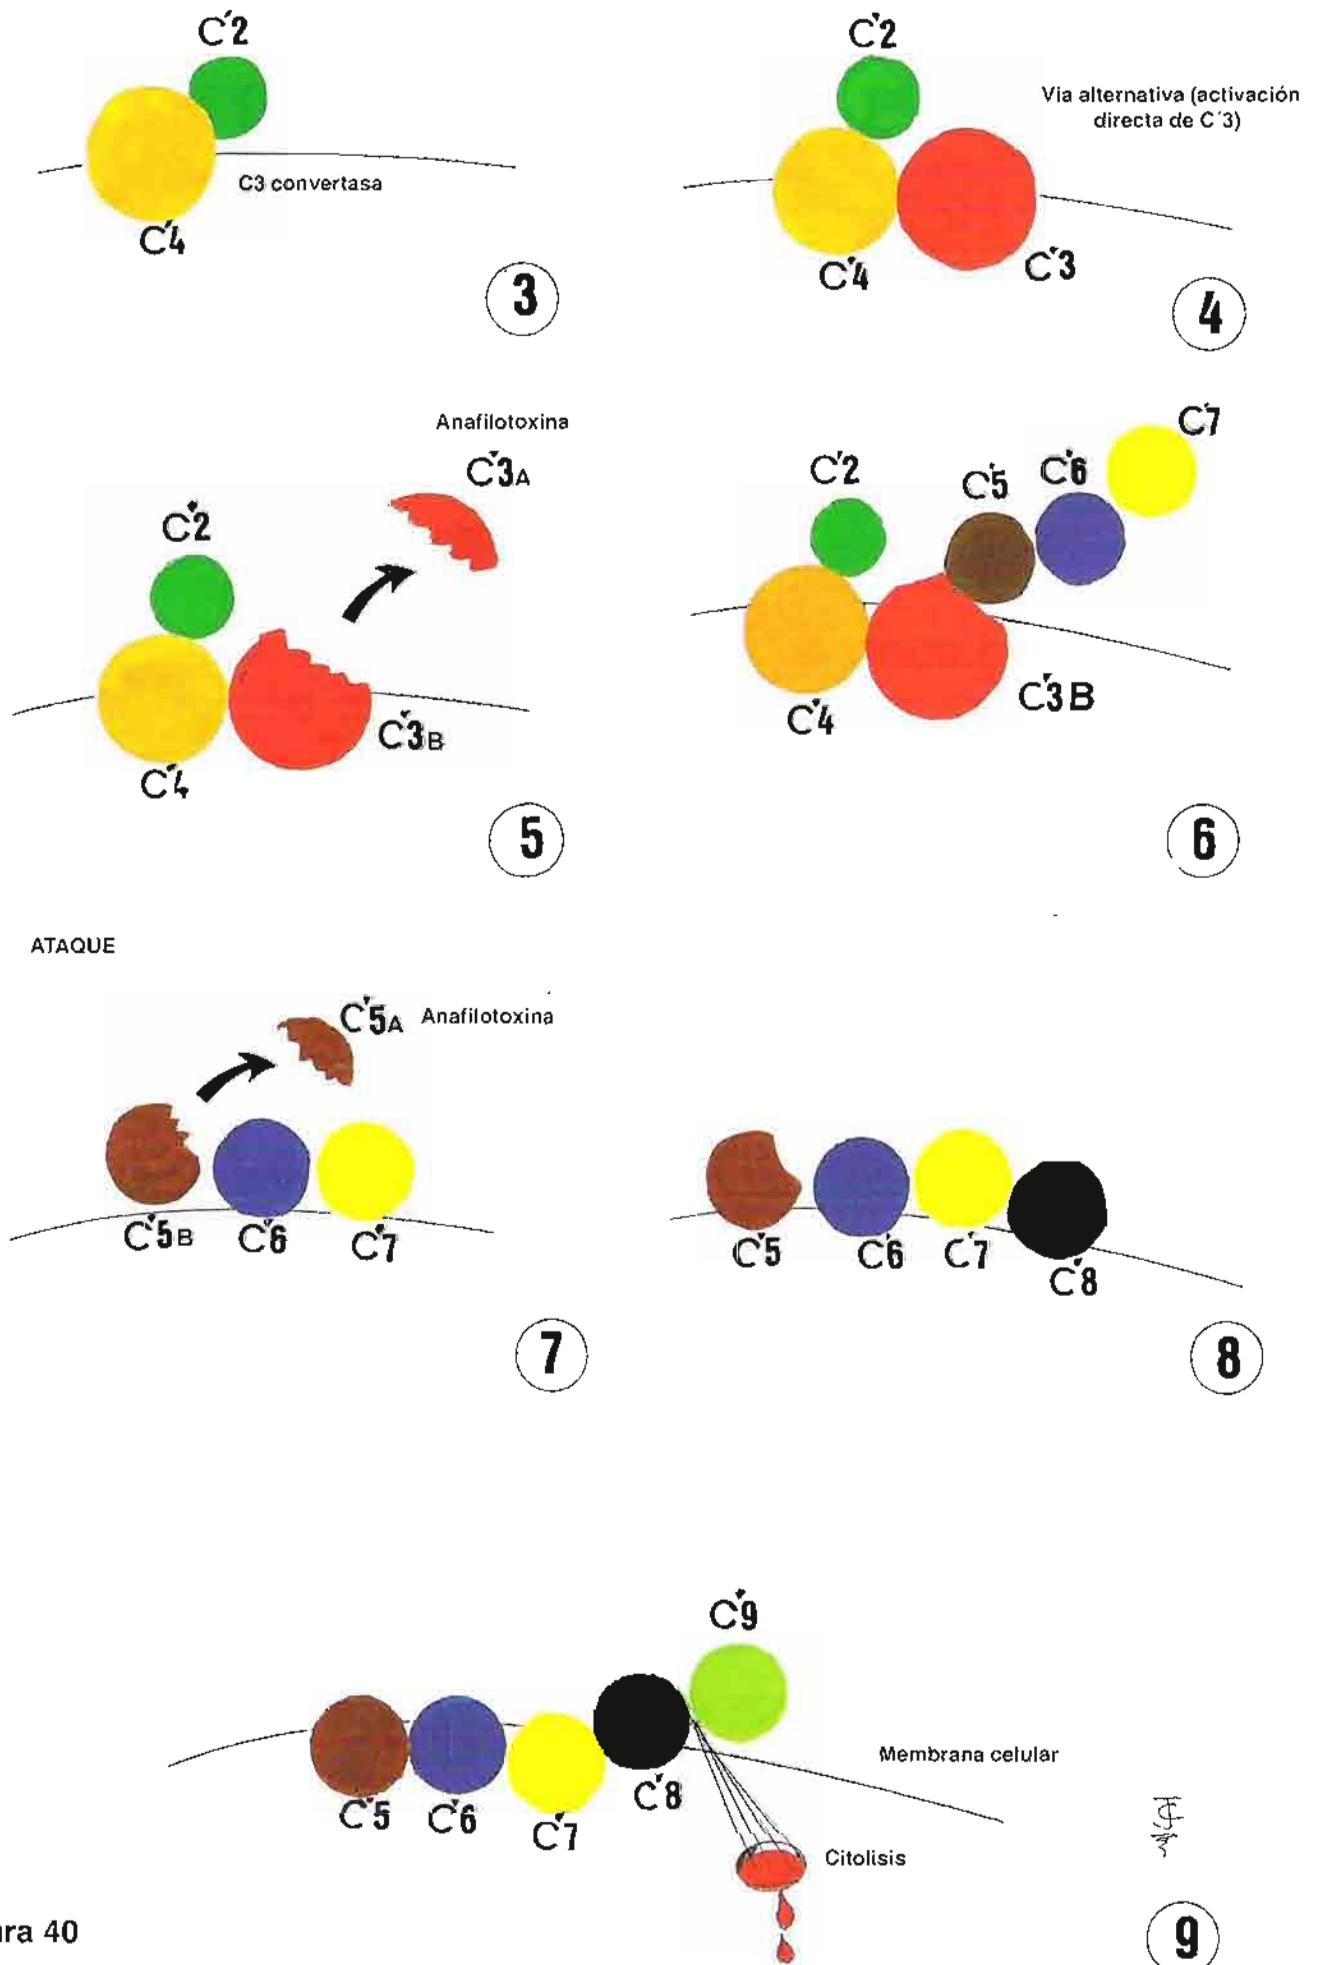 C´2
C3 convertasa
C´4
3
C´2
Via alternativa (activación
directa de C´3)
C´4
C´3
4
Anafilotoxina
C´3A
C´2
C´3B
C´4
5
C´7
C´2
C´5
C´6
C´3B
C´4
6
ATAQUE
C´5A Anafilotoxina
C´5B
C´6
C´7
7
C´5
C´6
C´7
C´8
8
C´9
Membrana celular
C´8
C´5
C´6
C´7
Citolisis
ra 40
9